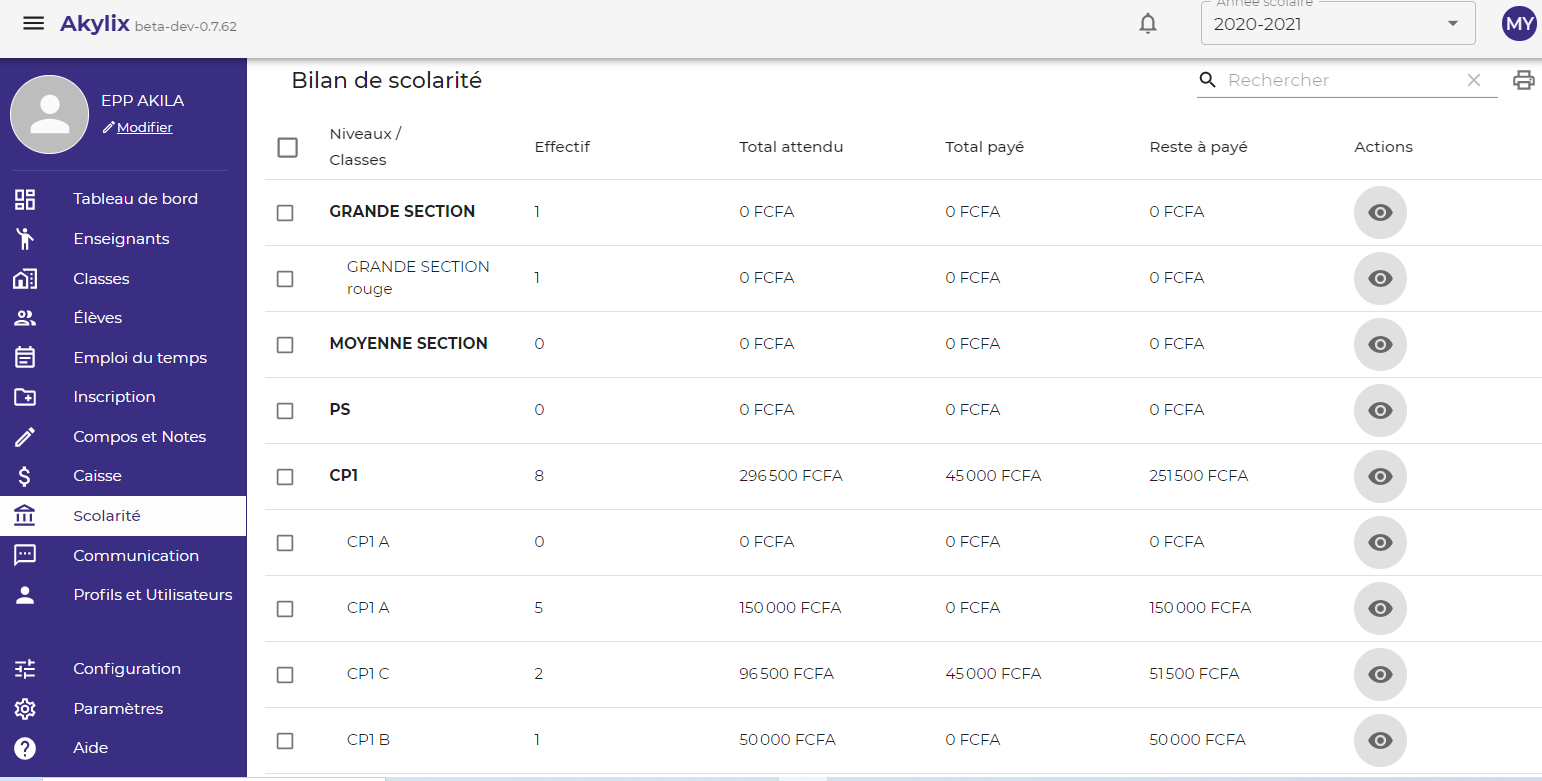 Akylix beta-dev-0.7.62
Année scolaire
2020-2021
MY
EPP AKILA
Modifier
Tableau de bord
Enseignants
Classes
Élèves
Emploi du temps
Inscription
Compos et Notes
Caisse
Scolarité
Communication
Profils et Utilisateurs
Configuration
Paramètres
Aide
Bilan de scolarité
Rechercher
Niveaux /
Classes
Effectif
Total attendu
Total payé
Reste à payé
Actions
GRANDE SECTION 1 0 FCFA 0 FCFA 0 FCFA
GRANDE SECTION
rouge
1 0 FCFA 0 FCFA 0 FCFA
MOYENNE SECTION 0 0 FCFA 0 FCFA 0 FCFA
PS 0 0 FCFA 0 FCFA 0 FCFA
CP1 8 296 500 FCFA 45 000 FCFA 251 500 FCFA
CP1 A 0 0 FCFA 0 FCFA 0 FCFA
CP1 A 5 150 000 FCFA 0 FCFA 150 000 FCFA
CP1 C 2 96 500 FCFA 45 000 FCFA 51 500 FCFA
CP1 B 1 50 000 FCFA 0 FCFA 50 000 FCFA